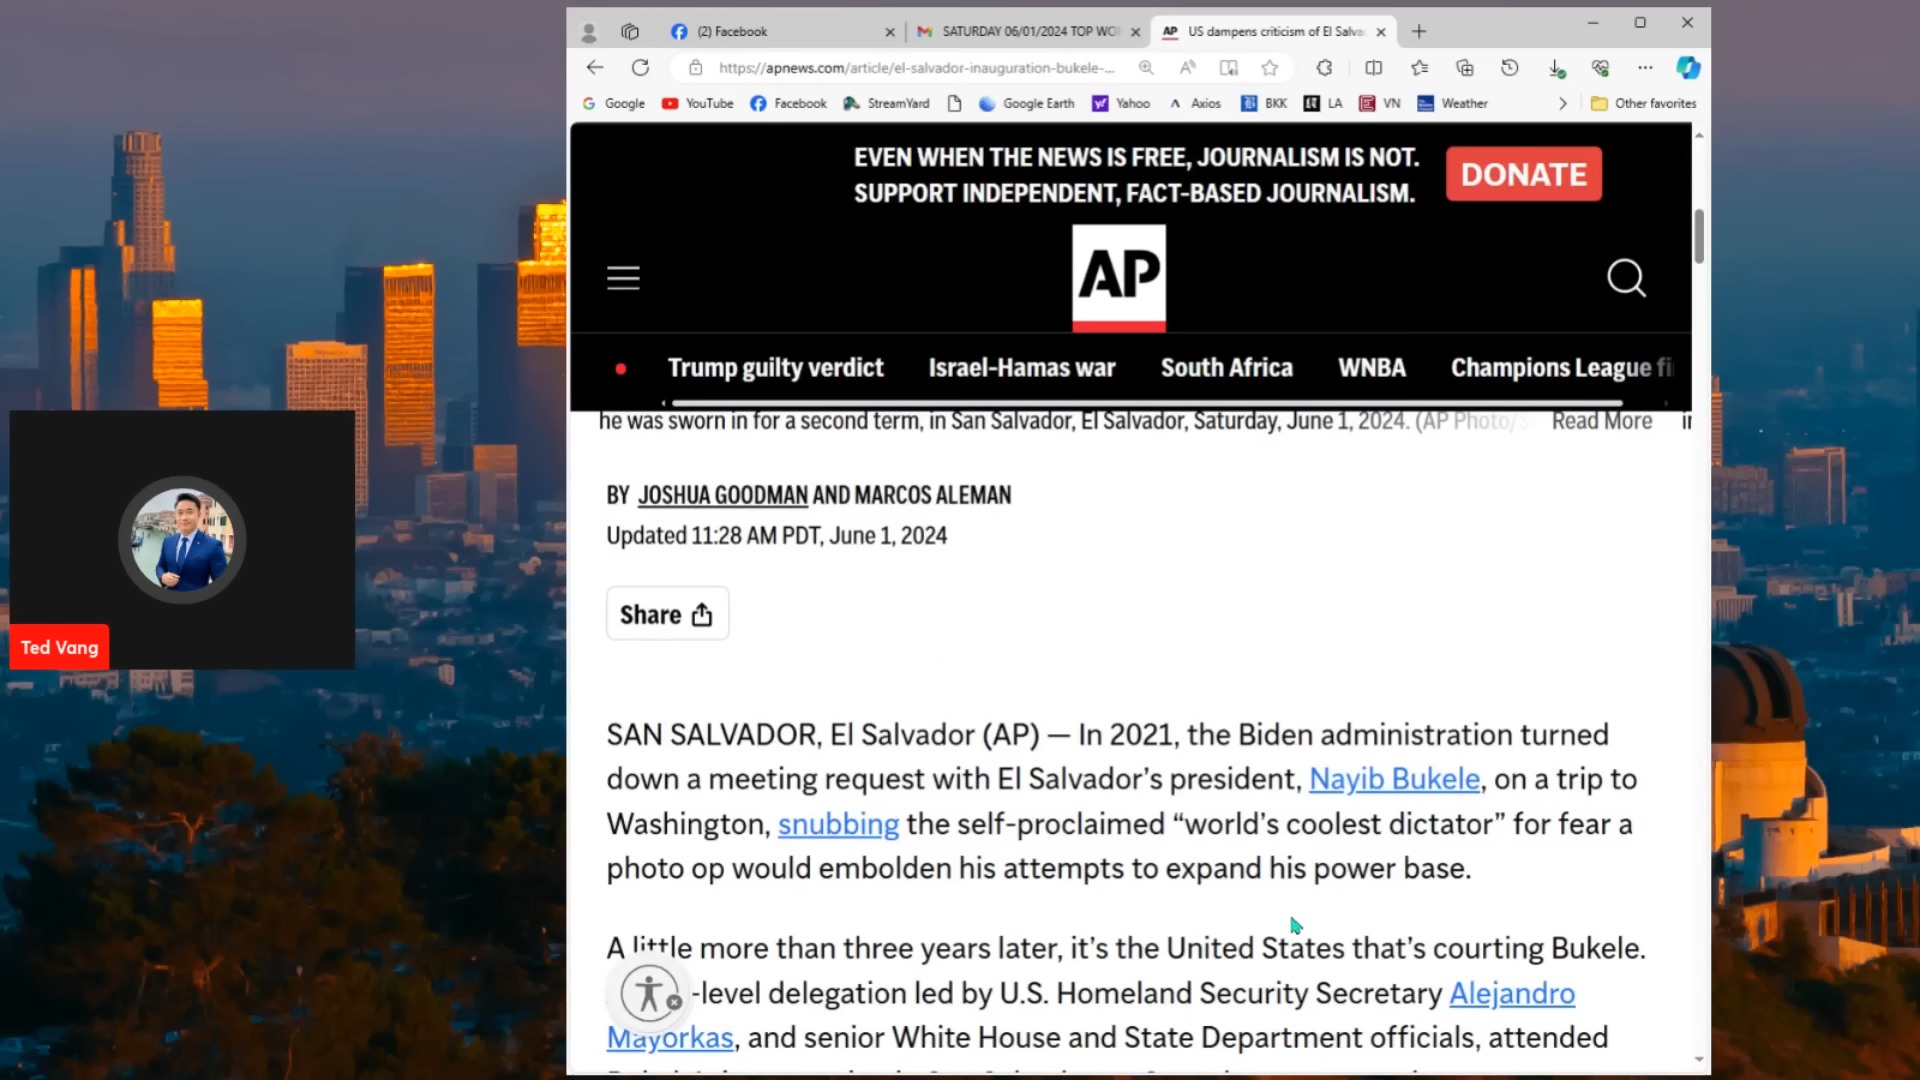 (2) Facebook
SATURDAY 06/01/2024 TOP WO
AP US dampens criticism of El Salva
https://apnews.com/article/el-salvador-inauguration-bukele-...
Google YouTube Facebook StreamYard Google Earth Yahoo Axios BKK LA VN Weather Other favorites
EVEN WHEN THE NEWS IS FREE, JOURNALISM IS NOT.
SUPPORT INDEPENDENT, FACT-BASED JOURNALISM.
DONATE
AP
Trump guilty verdict Israel-Hamas war South Africa WNBA Champions League fi
he was sworn in for a second term, in San Salvador, El Salvador, Saturday, June 1, 2024. (AP Photo/S Read More
BY JOSHUA GOODMAN AND MARCOS ALEMAN
Updated 11:28 AM PDT, June 1, 2024
Share
Ted Vang
SAN SALVADOR, El Salvador (AP) — In 2021, the Biden administration turned
down a meeting request with El Salvador’s president, Nayib Bukele, on a trip to
Washington, snubbing the self-proclaimed “world’s coolest dictator” for fear a
photo op would embolden his attempts to expand his power base.
A little more than three years later, it’s the United States that’s courting Bukele.
-level delegation led by U.S. Homeland Security Secretary Alejandro
Mayorkas, and senior White House and State Department officials, attended